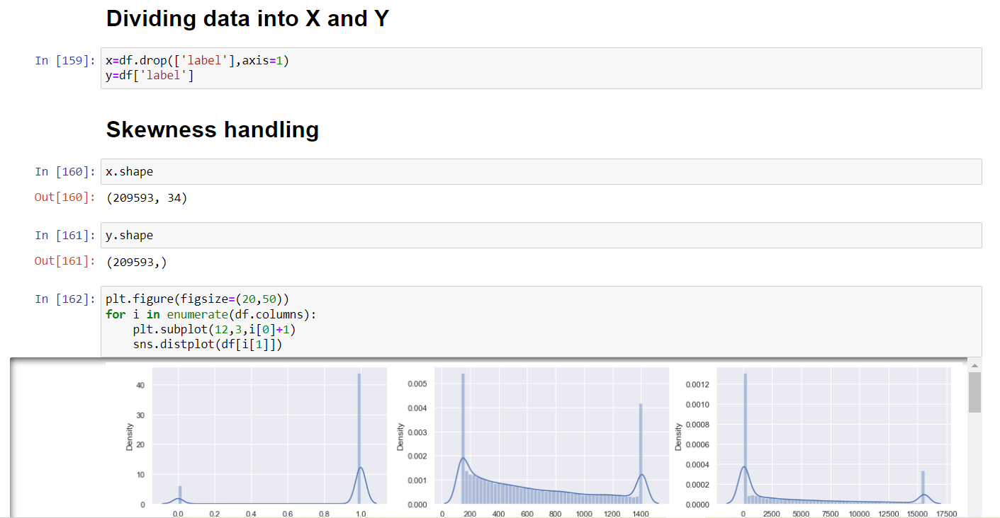 Dividing data into X and Y
In [159]: x=df.drop(['label'],axis=1)
y=df['label']
Skewness handling
In [160]: x.shape
Out[160]: (209593, 34)
In [161]: y.shape
Out[161]: (209593,)
In [162]: plt.figure(figsize=(20,50))
for i in enumerate(df.columns):
    plt.subplot(12,3,i[0]+1)
    sns.distplot(df[i[1]])
Density
40
30
20
10
0
0.0 0.2 0.4 0.6 0.8 1.0
Density
0.005
0.004
0.003
0.002
0.001
0.000
0 200 400 600 800 1000 1200 1400
Density
0.0012
0.0010
0.0008
0.0006
0.0004
0.0002
0.0000
0 2500 5000 7500 10000 12500 15000 17500